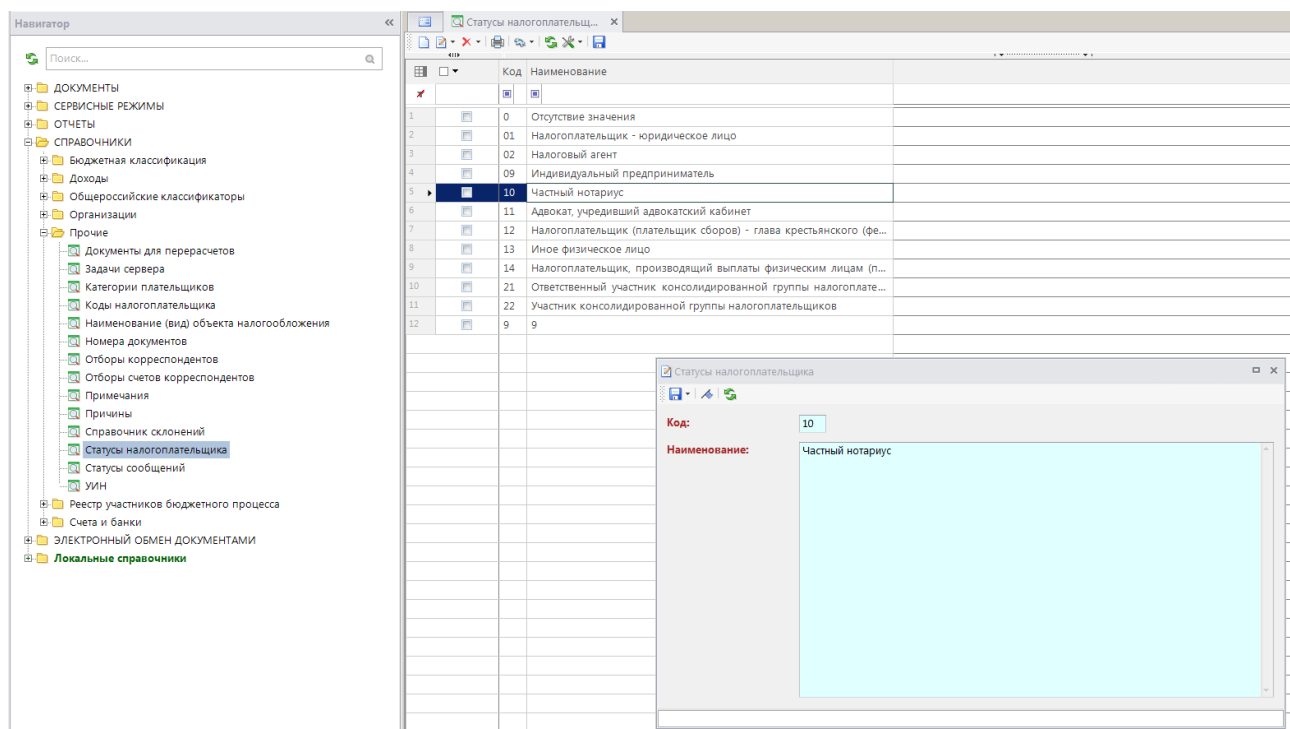 Навигатор
Поиск...
ДОКУМЕНТЫ
СЕРВИСНЫЕ РЕЖИМЫ
ОТЧЕТЫ
СПРАВОЧНИКИ
Бюджетная классификация
Доходы
Общероссийские классификаторы
Организации
Прочие
Документы для перерасчетов
Задачи сервера
Категории плательщиков
Коды налогоплательщика
Наименование (вид) объекта налогообложения
Номера документов
Отборы корреспондентов
Отборы счетов корреспондентов
Примечания
Причины
Справочник склонений
Статусы налогоплательщика
Статусы сообщений
УИН
Реестр участников бюджетного процесса
Счета и банки
ЭЛЕКТРОННЫЙ ОБМЕН ДОКУМЕНТАМИ
Локальные справочники
Статусы налогоплательщ...
Код Наименование
1 0 Отсутствие значения
2 01 Налогоплательщик - юридическое лицо
3 02 Налоговый агент
4 09 Индивидуальный предприниматель
5 10 Частный нотариус
6 11 Адвокат, учредивший адвокатский кабинет
7 12 Налогоплательщик (плательщик сборов) - глава крестьянского (фе...
8 13 Иное физическое лицо
9 14 Налогоплательщик, производящий выплаты физическим лицам (п...
10 21 Ответственный участник консолидированной группы налогоплате...
11 22 Участник консолидированной группы налогоплательщиков
12 9 9
Статусы налогоплательщика
Код: 10
Наименование: Частный нотариус